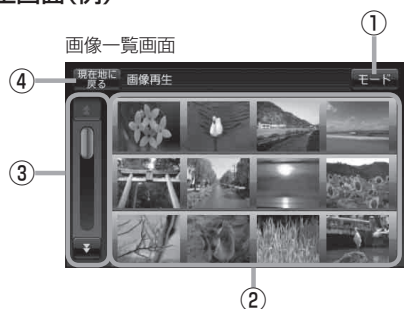 画面(例)
画像一覧画面
①
④
現在地に
戻る
画像再生
モード
③
②